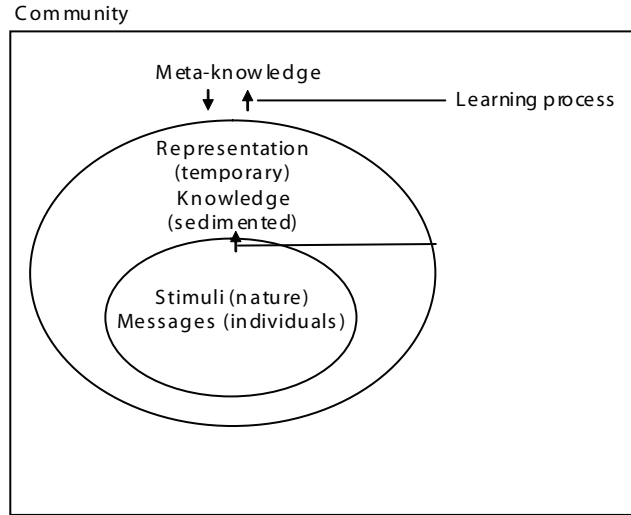 Community
Meta-knowledge
Learning process
Representation
(temporary)
Knowledge
(sedimented)
Stimuli (nature)
Messages (individuals)